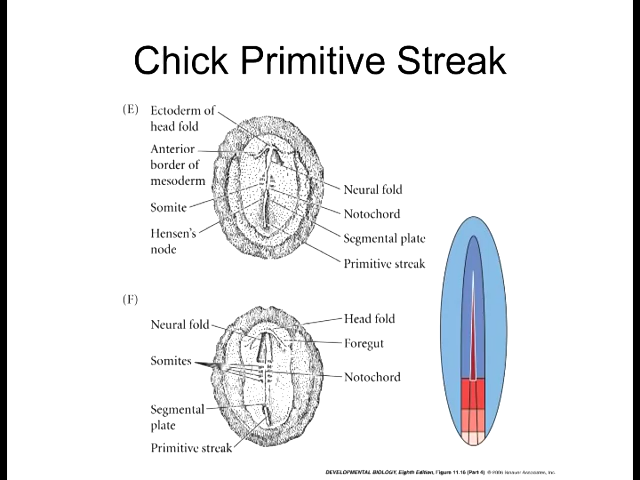 Chick Primitive Streak
(E)
Ectoderm of
head fold
Anterior
border of
mesoderm
Somite
Hensen's
node
Neural fold
Notochord
Segmental plate
Primitive streak
(F)
Neural fold
Somites
Segmental
plate
Primitive streak
Head fold
Foregut
Notochord
DEVELOPMENTAL BIOLOGY, Eighth Edition, Figure 11.16 (Part 4) © 2006 Sinauer Associates, Inc.